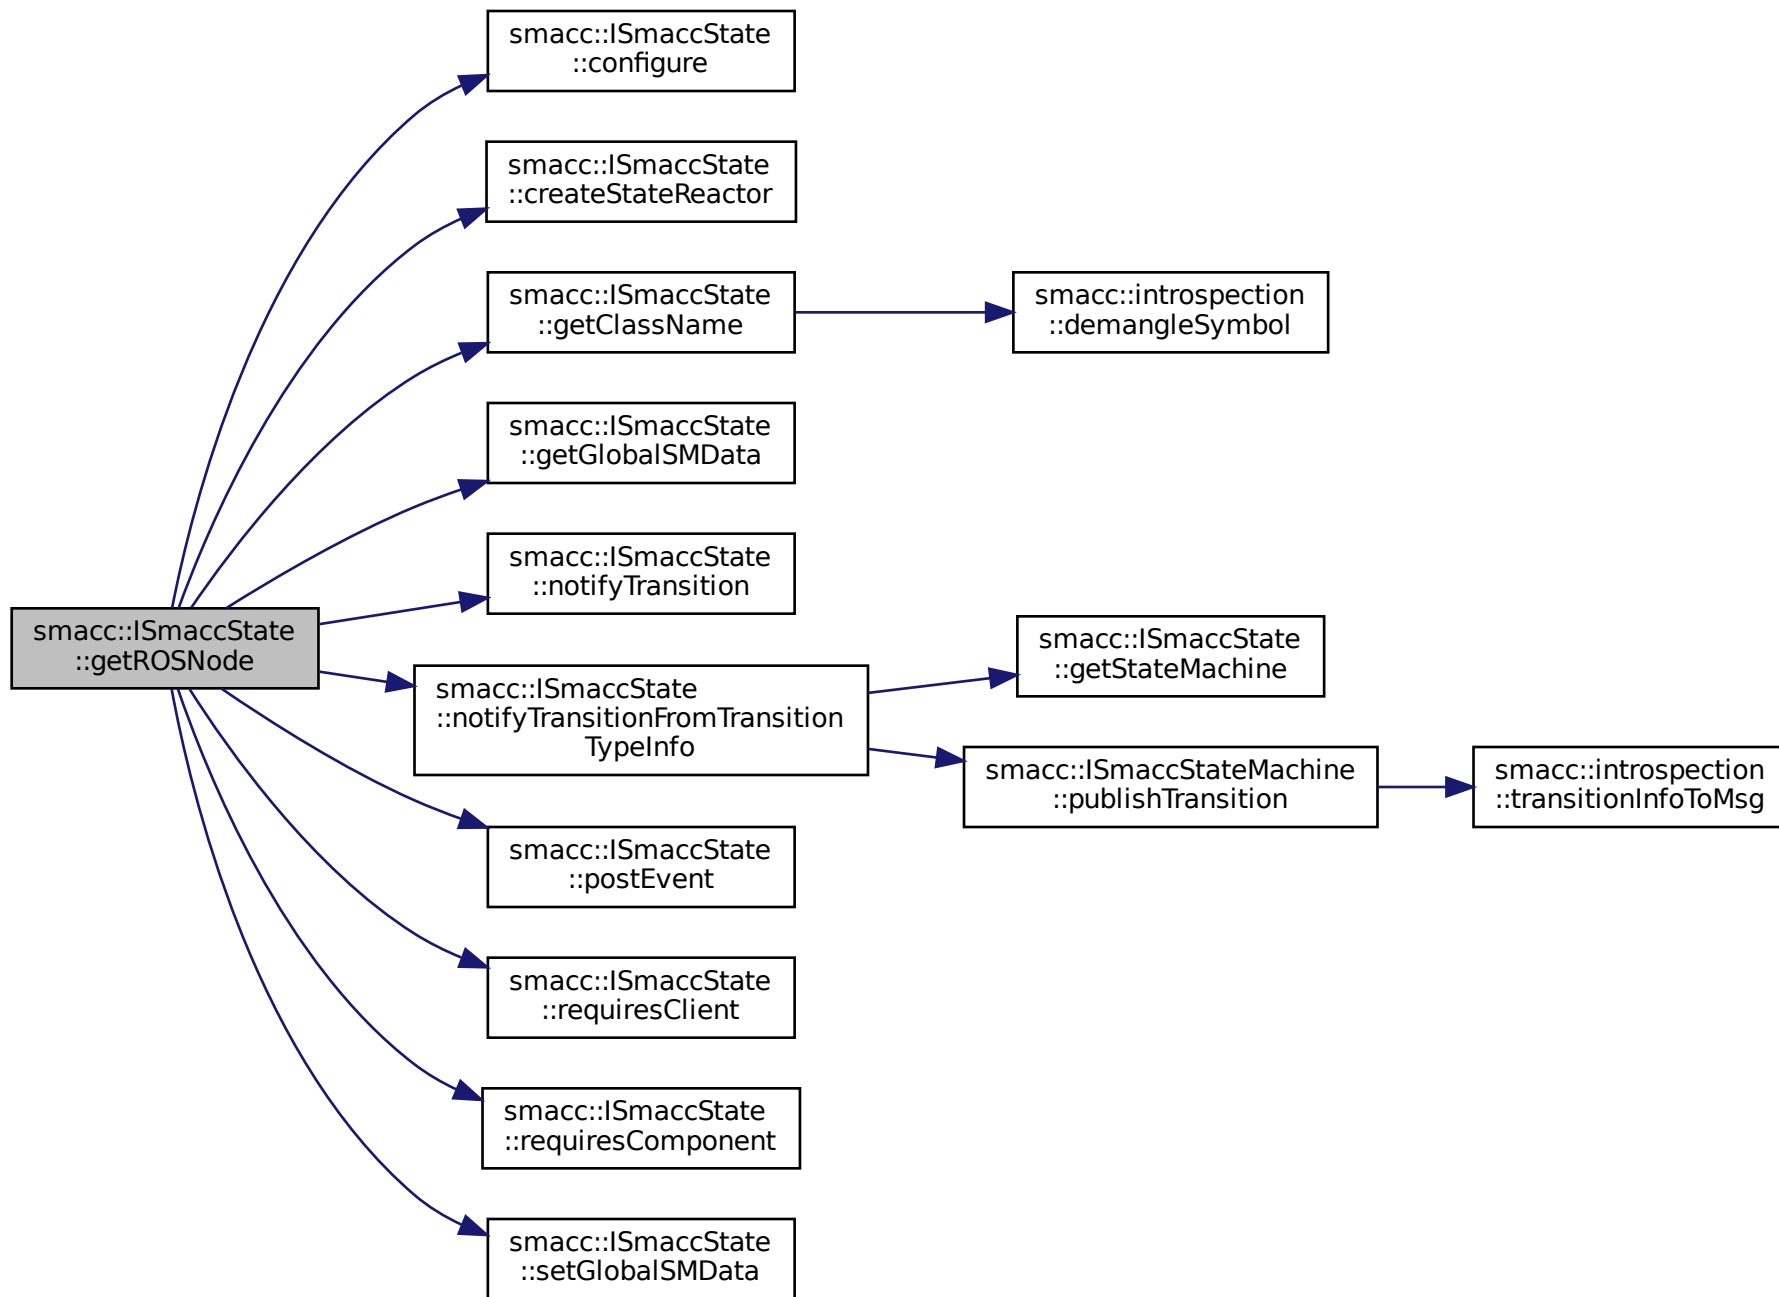 smacc::ISmaccState
::getROSNode
smacc::ISmaccState
::configure
smacc::ISmaccState
::createStateReactor
smacc::ISmaccState
::getClassName
smacc::introspection
::demangleSymbol
smacc::ISmaccState
::getGlobalSMData
smacc::ISmaccState
::notifyTransition
smacc::ISmaccState
::notifyTransitionFromTransition
TypeInfo
smacc::ISmaccState
::getStateMachine
smacc::ISmaccStateMachine
::publishTransition
smacc::introspection
::transitionInfoToMsg
smacc::ISmaccState
::postEvent
smacc::ISmaccState
::requiresClient
smacc::ISmaccState
::requiresComponent
smacc::ISmaccState
::setGlobalSMData